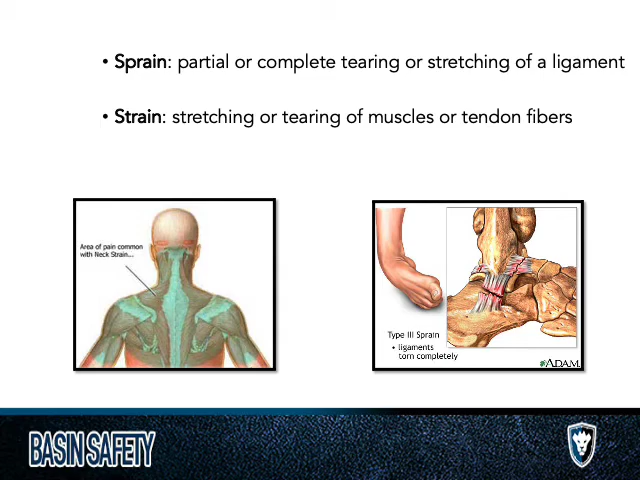 • Sprain: partial or complete tearing or stretching of a ligament
• Strain: stretching or tearing of muscles or tendon fibers
Area of pain common
with Neck Strain...
Type III Sprain
• ligaments
torn completely
ADAM.
BASIN SAFETY